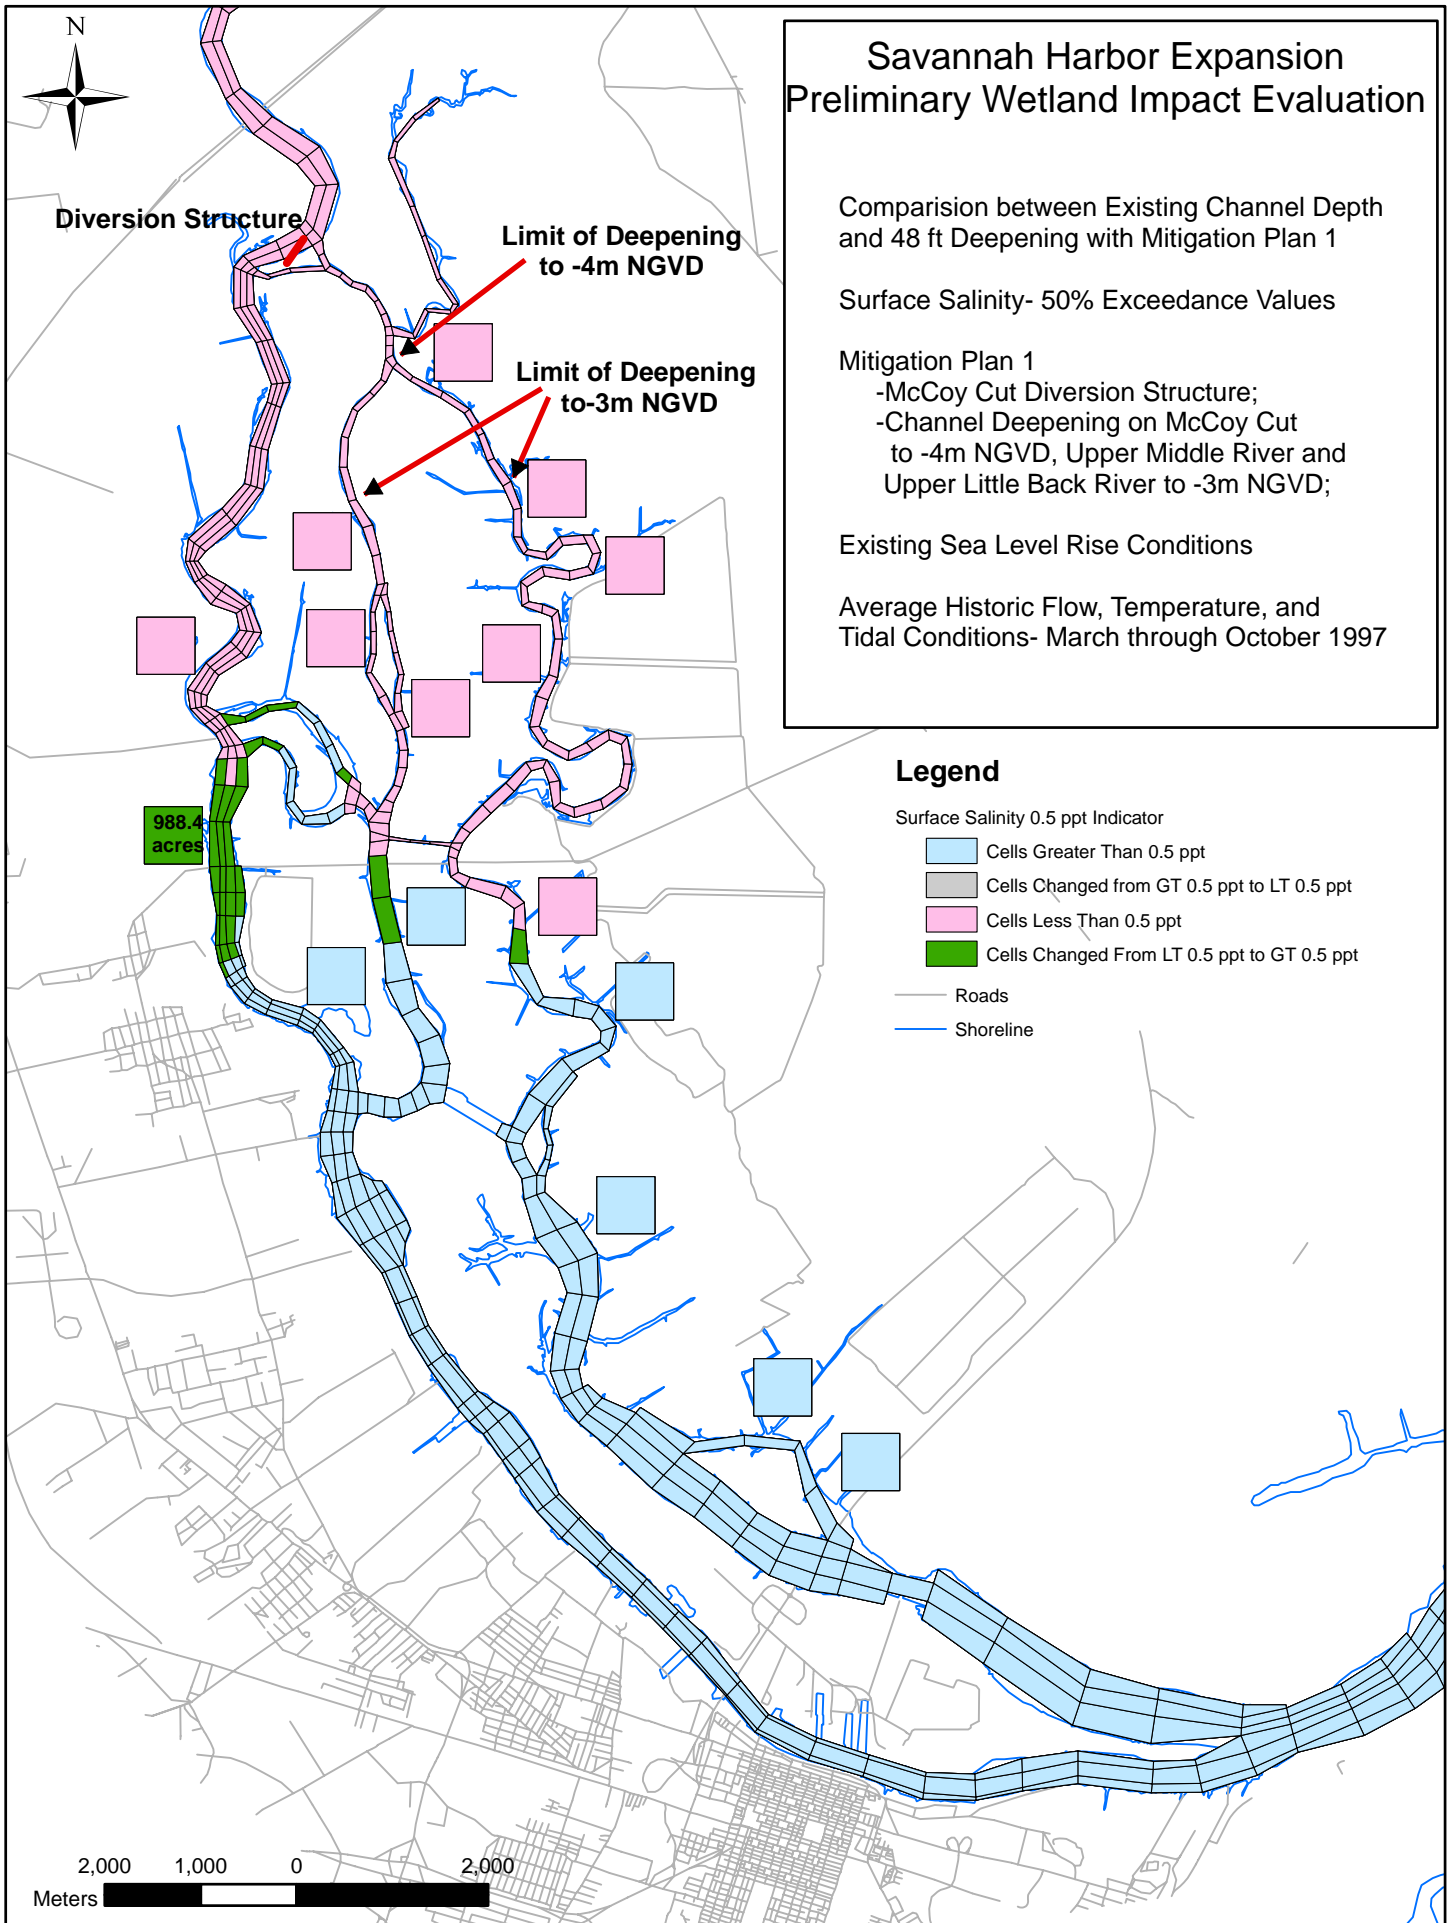 N
Savannah Harbor Expansion
Preliminary Wetland Impact Evaluation
Comparision between Existing Channel Depth
and 48 ft Deepening with Mitigation Plan 1
Surface Salinity- 50% Exceedance Values
Mitigation Plan 1
-McCoy Cut Diversion Structure;
-Channel Deepening on McCoy Cut
to -4m NGVD, Upper Middle River and
Upper Little Back River to -3m NGVD;
Existing Sea Level Rise Conditions
Average Historic Flow, Temperature, and
Tidal Conditions- March through October 1997
Diversion Structure
Limit of Deepening
to -4m NGVD
Limit of Deepening
to-3m NGVD
988.4
acres
Legend
Surface Salinity 0.5 ppt Indicator
Cells Greater Than 0.5 ppt
Cells Changed from GT 0.5 ppt to LT 0.5 ppt
Cells Less Than 0.5 ppt
Cells Changed From LT 0.5 ppt to GT 0.5 ppt
Roads
Shoreline
2,000 1,000 0 2,000
Meters